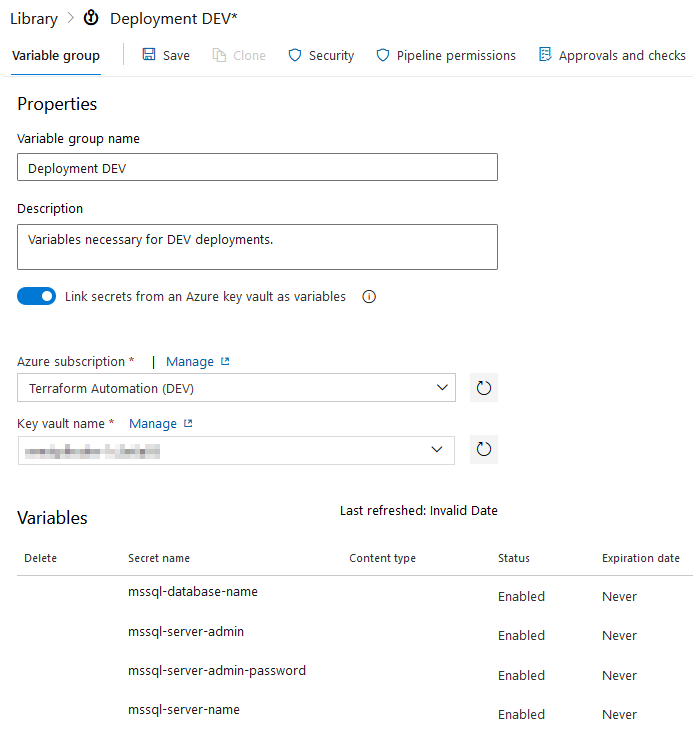 Library > Deployment DEV*
Variable group | Save Clone Security Pipeline permissions Approvals and checks
Properties
Variable group name
Deployment DEV
Description
Variables necessary for DEV deployments.
Link secrets from an Azure key vault as variables
Azure subscription * | Manage
Terraform Automation (DEV)
Key vault name * Manage
Variables Last refreshed: Invalid Date
Delete Secret name Content type Status Expiration date
mssql-database-name Enabled Never
mssql-server-admin Enabled Never
mssql-server-admin-password Enabled Never
mssql-server-name Enabled Never